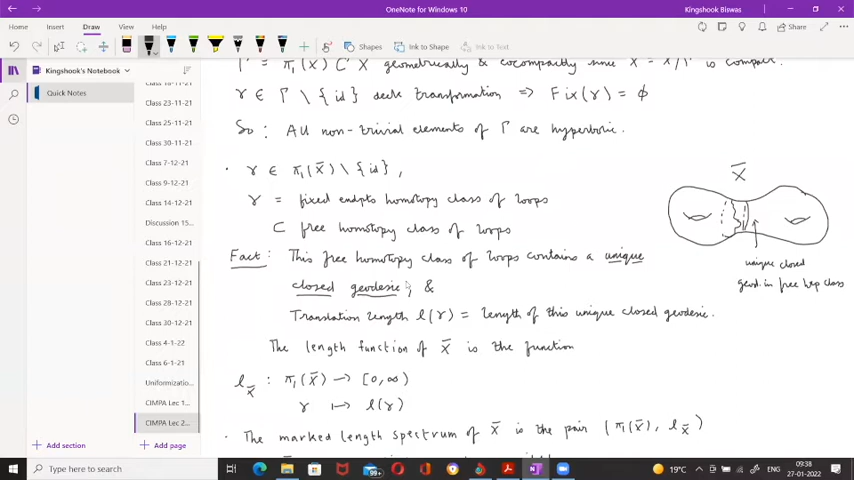 OneNote for Windows 10
Kingshook Biswas
Home
Insert
Draw
View
Help
Share
Shapes
Ink to Shape
Ink to Text
Kingshook's Notebook
Quick Notes
Class 23-11-21
Class 25-11-21
Class 30-11-21
Class 7-12-21
Class 9-12-21
Class 14-12-21
Discussion 15...
Class 16-12-21
Class 21-12-21
Class 23-12-21
Class 28-12-21
Class 30-12-21
Class 4-1-22
Class 6-1-21
Uniformizatio...
CIMPA Lec 1...
CIMPA Lec 2...
Add section
Add page
geometrically & cocompactly since X̄ = X/Γ is compact.
γ ∈ Γ \ {id} deck transformation ⇒ Fix(γ) = ϕ
So : All non-trivial elements of Γ are hyperbolic.
• γ ∈ π₁(X̄) \ {id},
γ = fixed endpts homotopy class of loops
⊂ free homotopy class of loops
Fact : This free homotopy class of loops contains a unique
closed geodesic, &
Translation length l(γ) = length of this unique closed geodesic.
The length function of X̄ is the function
l_X̄ : π₁(X̄) → [0,∞)
γ ↦ l(γ)
• The marked length spectrum of X̄ is the pair (π₁(X̄), l_X̄)
X̄
unique closed
geod. in free htp class
Type here to search
99+
19°C
ENG
09:38
27-01-2022